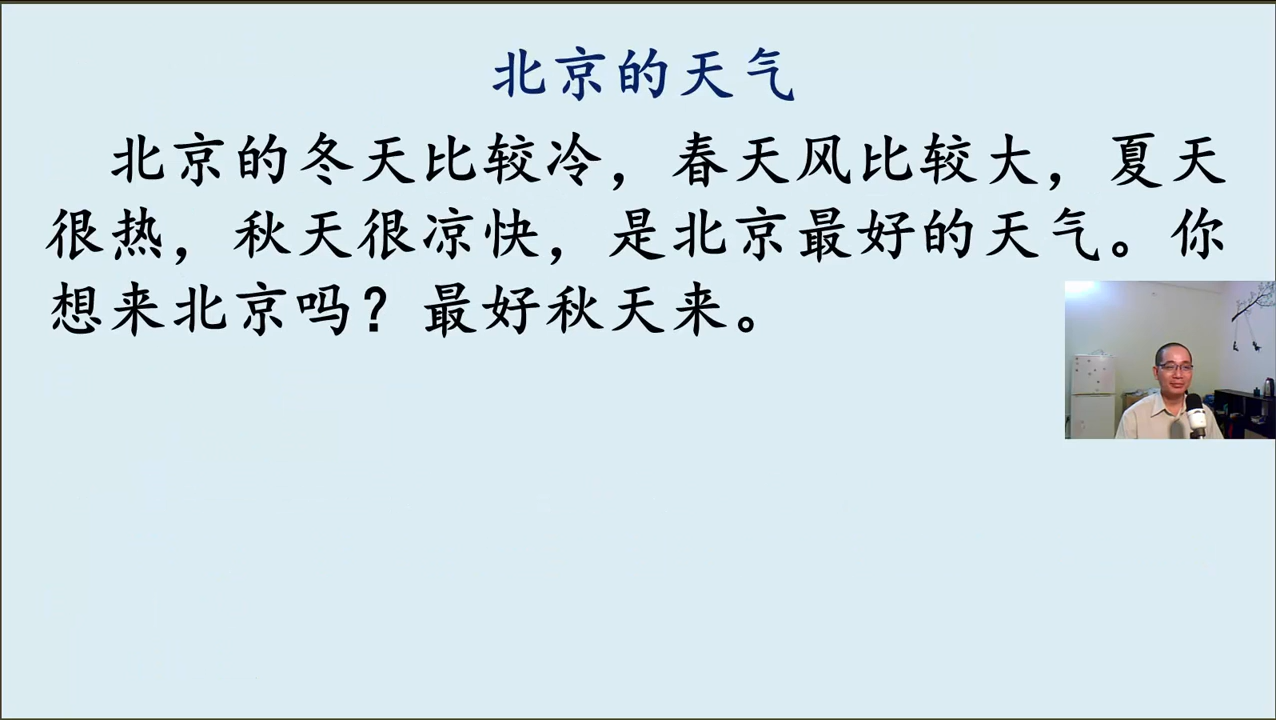 北京的天气
北京的冬天比较冷，春天风比较大，夏天
很热，秋天很凉快，是北京最好的天气。你
想来北京吗？最好秋天来。